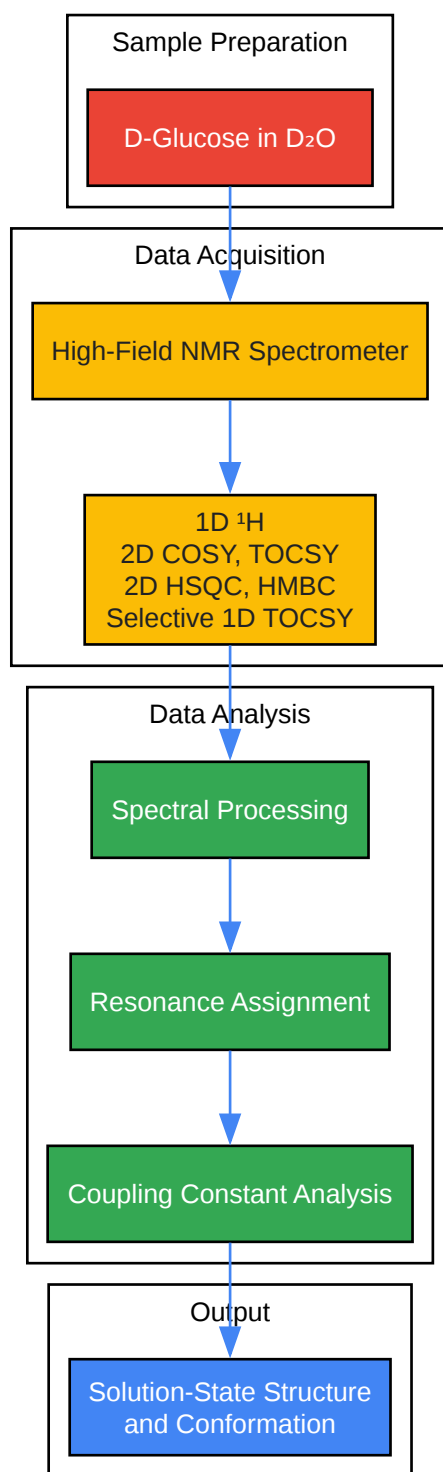 Sample Preparation
D-Glucose in D₂O
Data Acquisition
High-Field NMR Spectrometer
1D ¹H
2D COSY, TOCSY
2D HSQC, HMBC
Selective 1D TOCSY
Data Analysis
Spectral Processing
Resonance Assignment
Coupling Constant Analysis
Output
Solution-State Structure
and Conformation